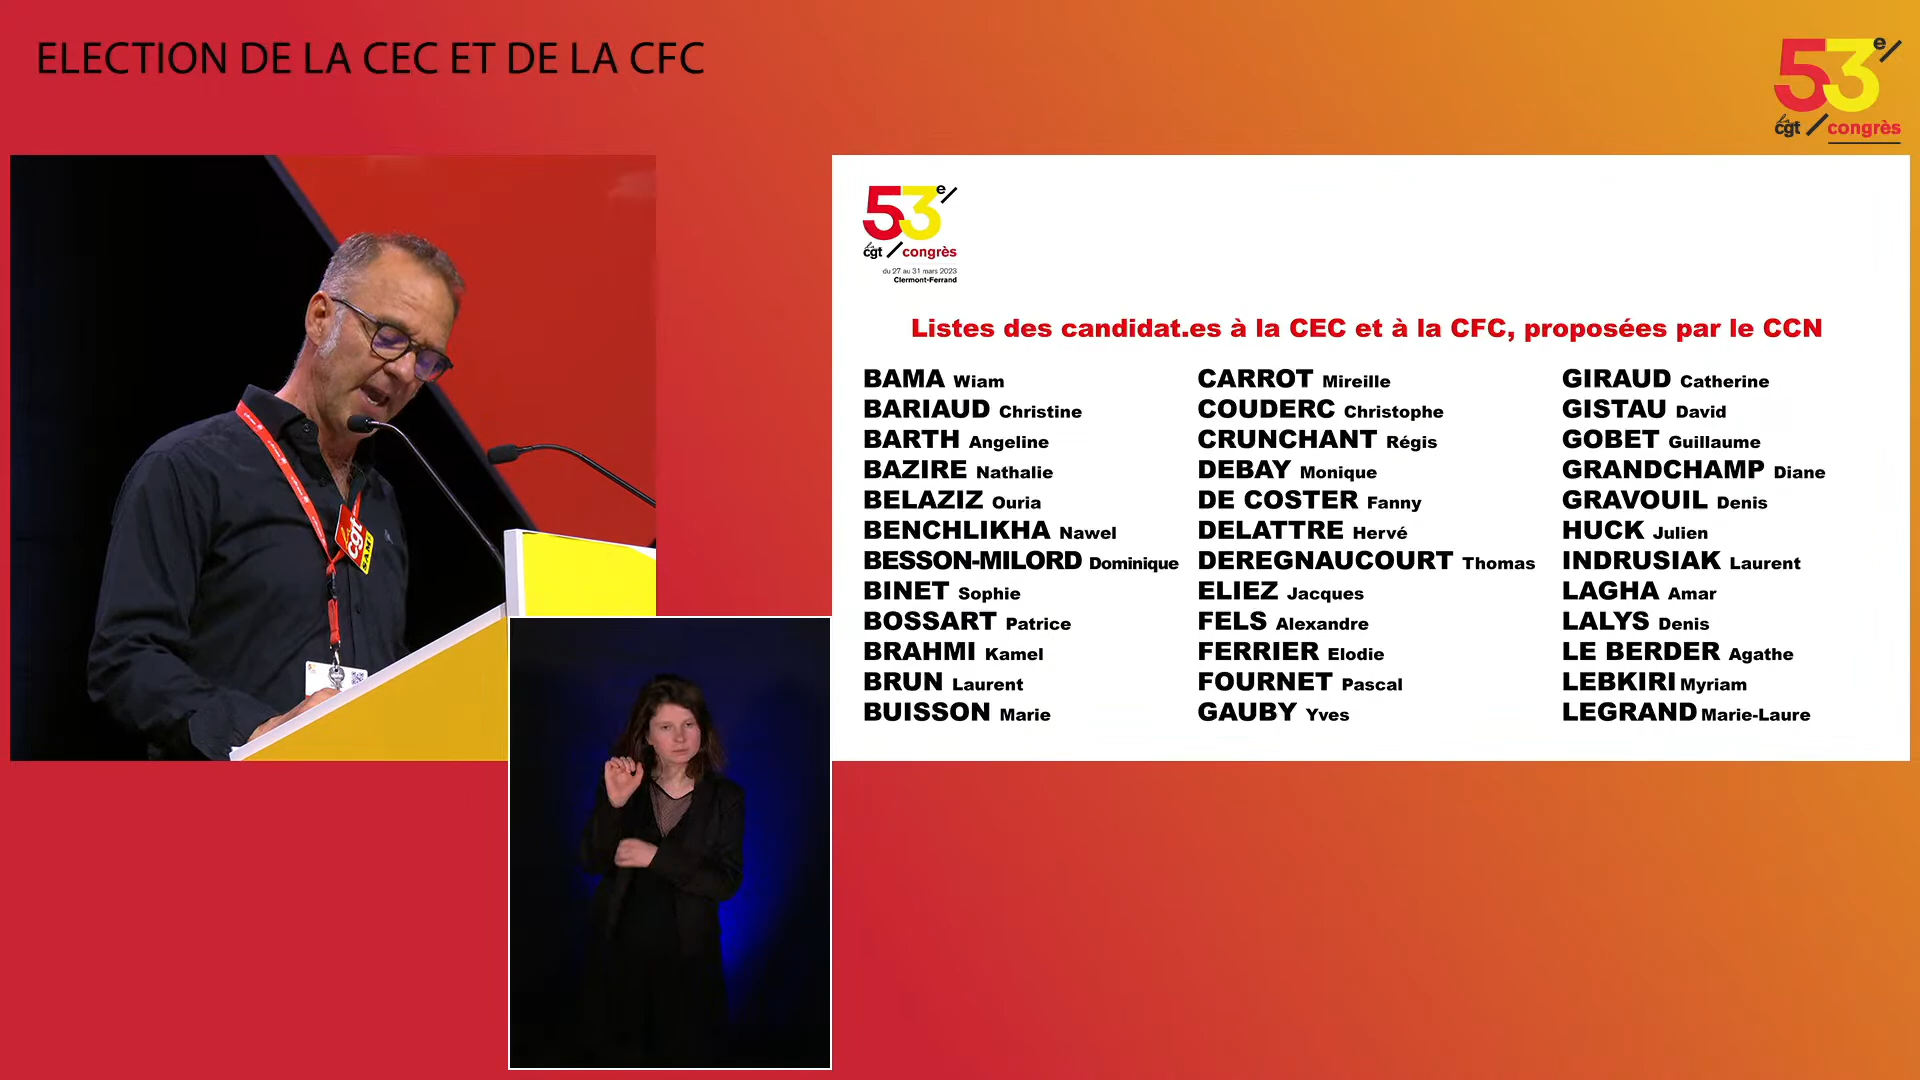 ELECTION DE LA CEC ET DE LA CFC
53e/
la cgt / congrès
cgt
53e/
la cgt / congrès
du 27 au 31 mars 2023
Clermont-Ferrand
Listes des candidat.es à la CEC et à la CFC, proposées par le CCN
BAMA Wiam
BARIAUD Christine
BARTH Angeline
BAZIRE Nathalie
BELAZIZ Ouria
BENCHLIKHA Nawel
BESSON-MILORD Dominique
BINET Sophie
BOSSART Patrice
BRAHMI Kamel
BRUN Laurent
BUISSON Marie
CARROT Mireille
COUDERC Christophe
CRUNCHANT Régis
DEBAY Monique
DE COSTER Fanny
DELATTRE Hervé
DEREGNAUCOURT Thomas
ELIEZ Jacques
FELS Alexandre
FERRIER Elodie
FOURNET Pascal
GAUBY Yves
GIRAUD Catherine
GISTAU David
GOBET Guillaume
GRANDCHAMP Diane
GRAVOUIL Denis
HUCK Julien
INDRUSIAK Laurent
LAGHA Amar
LALYS Denis
LE BERDER Agathe
LEBKIRI Myriam
LEGRAND Marie-Laure